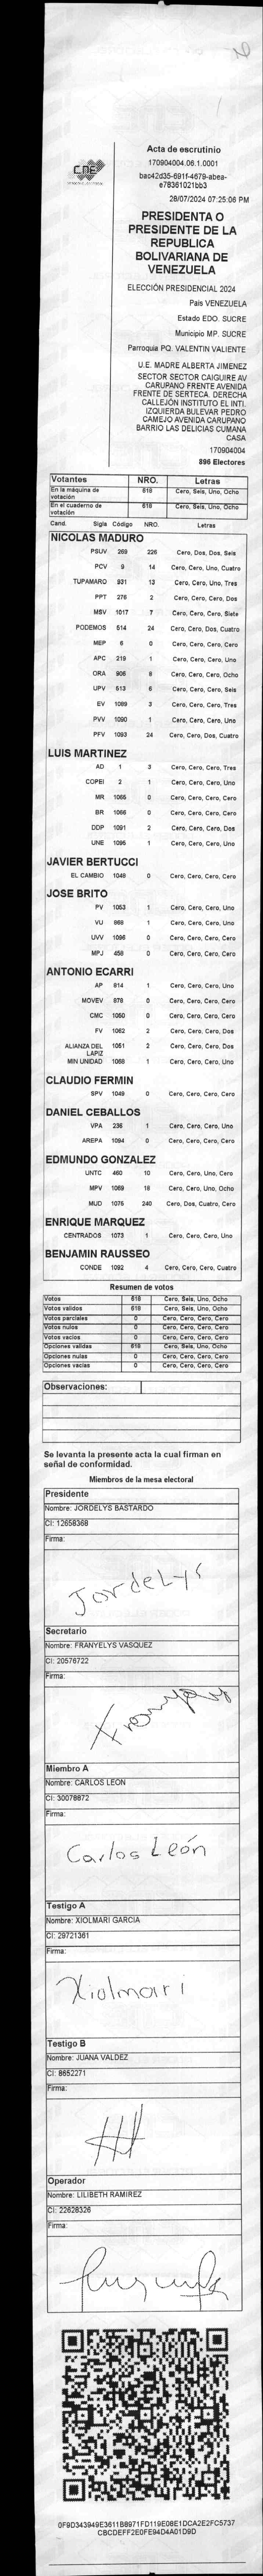 CNE
Acta de escrutinio
170904004.06.1.0001
bac42d35-691f-4679-abea-
e78361021bb3
28/07/2024 07:25:06 PM
PRESIDENTA O
PRESIDENTE DE LA
REPUBLICA
BOLIVARIANA DE
VENEZUELA
ELECCIÓN PRESIDENCIAL 2024
Pais VENEZUELA
Estado EDO. SUCRE
Municipio MP. SUCRE
Parroquia PQ. VALENTIN VALIENTE
U.E. MADRE ALBERTA JIMENEZ
SECTOR SECTOR CAIGUIRE AV
CARUPANO FRENTE AVENIDA
FRENTE DE SERTECA. DERECHA
CALLEJÓN INSTITUTO EL INTI.
IZQUIERDA BULEVAR PEDRO
CAMEJO AVENIDA CARUPANO
BARRIO LAS DELICIAS CUMANA
CASA
170904004
896 Electores
Votantes NRO. Letras
En la máquina de votación 618 Cero, Seis, Uno, Ocho
En el cuaderno de votación 618 Cero, Seis, Uno, Ocho
Cand. Sigla Código NRO. Letras
NICOLAS MADURO
PSUV 269 226 Cero, Dos, Dos, Seis
PCV 9 14 Cero, Cero, Uno, Cuatro
TUPAMARO 931 13 Cero, Cero, Uno, Tres
PPT 276 2 Cero, Cero, Cero, Dos
MSV 1017 7 Cero, Cero, Cero, Siete
PODEMOS 514 24 Cero, Cero, Dos, Cuatro
MEP 6 0 Cero, Cero, Cero, Cero
APC 219 1 Cero, Cero, Cero, Uno
ORA 906 8 Cero, Cero, Cero, Ocho
UPV 513 6 Cero, Cero, Cero, Seis
EV 1089 3 Cero, Cero, Cero, Tres
PVV 1090 1 Cero, Cero, Cero, Uno
PFV 1093 24 Cero, Cero, Dos, Cuatro
LUIS MARTINEZ
AD 1 3 Cero, Cero, Cero, Tres
COPEI 2 1 Cero, Cero, Cero, Uno
MR 1065 0 Cero, Cero, Cero, Cero
BR 1066 0 Cero, Cero, Cero, Cero
DDP 1091 2 Cero, Cero, Cero, Dos
UNE 1095 1 Cero, Cero, Cero, Uno
JAVIER BERTUCCI
EL CAMBIO 1048 0 Cero, Cero, Cero, Cero
JOSE BRITO
PV 1053 1 Cero, Cero, Cero, Uno
VU 869 1 Cero, Cero, Cero, Uno
UVV 1096 0 Cero, Cero, Cero, Cero
MPJ 458 0 Cero, Cero, Cero, Cero
ANTONIO ECARRI
AP 914 1 Cero, Cero, Cero, Uno
MOVEV 878 0 Cero, Cero, Cero, Cero
CMC 1050 0 Cero, Cero, Cero, Cero
FV 1062 2 Cero, Cero, Cero, Dos
ALIANZA DEL LAPIZ 1051 2 Cero, Cero, Cero, Dos
MIN UNIDAD 1068 1 Cero, Cero, Cero, Uno
CLAUDIO FERMIN
SPV 1049 0 Cero, Cero, Cero, Cero
DANIEL CEBALLOS
VPA 236 1 Cero, Cero, Cero, Uno
AREPA 1094 0 Cero, Cero, Cero, Cero
EDMUNDO GONZALEZ
UNTC 460 10 Cero, Cero, Uno, Cero
MPV 1069 18 Cero, Cero, Uno, Ocho
MUD 1076 240 Cero, Dos, Cuatro, Cero
ENRIQUE MARQUEZ
CENTRADOS 1073 1 Cero, Cero, Cero, Uno
BENJAMIN RAUSSEO
CONDE 1092 4 Cero, Cero, Cero, Cuatro
Resumen de votos
Votos 618 Cero, Seis, Uno, Ocho
Votos validos 618 Cero, Seis, Uno, Ocho
Votos parciales 0 Cero, Cero, Cero, Cero
Votos nulos 0 Cero, Cero, Cero, Cero
Votos vacios 0 Cero, Cero, Cero, Cero
Opciones validas 618 Cero, Seis, Uno, Ocho
Opciones nulas 0 Cero, Cero, Cero, Cero
Opciones vacias 0 Cero, Cero, Cero, Cero
Observaciones:
Se levanta la presente acta la cual firman en
señal de conformidad.
Miembros de la mesa electoral
Presidente
Nombre: JORDELYS BASTARDO
CI: 12658368
Firma:
Jordelys
Secretario
Nombre: FRANYELYS VASQUEZ
CI: 20576722
Firma:
Miembro A
Nombre: CARLOS LEON
CI: 30078872
Firma:
Carlos León
Testigo A
Nombre: XIOLMARI GARCIA
CI: 29721361
Firma:
Xiolmari
Testigo B
Nombre: JUANA VALDEZ
CI: 8652271
Firma:
Operador
Nombre: LILIBETH RAMIREZ
CI: 22628326
Firma:
0F9D343949E3611B8971FD119E08E1DCA2E2FC5737
CBCDEFF2E0FE94D4A01D9D